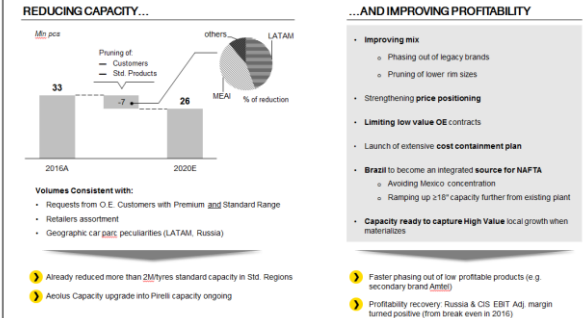 REDUCING CAPACITY...
Mln pcs
Pruning of:
— Customers
— Std. Products
33
-7
26
2016A
2020E
others
LATAM
MEAI
% of reduction
Volumes Consistent with:
• Requests from O.E. Customers with Premium and Standard Range
• Retailers assortment
• Geographic car parc peculiarities (LATAM, Russia)
Already reduced more than 2M/tyres standard capacity in Std. Regions
Aeolus Capacity upgrade into Pirelli capacity ongoing
...AND IMPROVING PROFITABILITY
• Improving mix
o Phasing out of legacy brands
o Pruning of lower rim sizes
• Strengthening price positioning
• Limiting low value OE contracts
• Launch of extensive cost containment plan
• Brazil to become an integrated source for NAFTA
o Avoiding Mexico concentration
o Ramping up ≥18" capacity further from existing plant
• Capacity ready to capture High Value local growth when
materializes
Faster phasing out of low profitable products (e.g.
secondary brand Amtel)
Profitability recovery: Russia & CIS EBIT Adj. margin
turned positive (from break even in 2016)